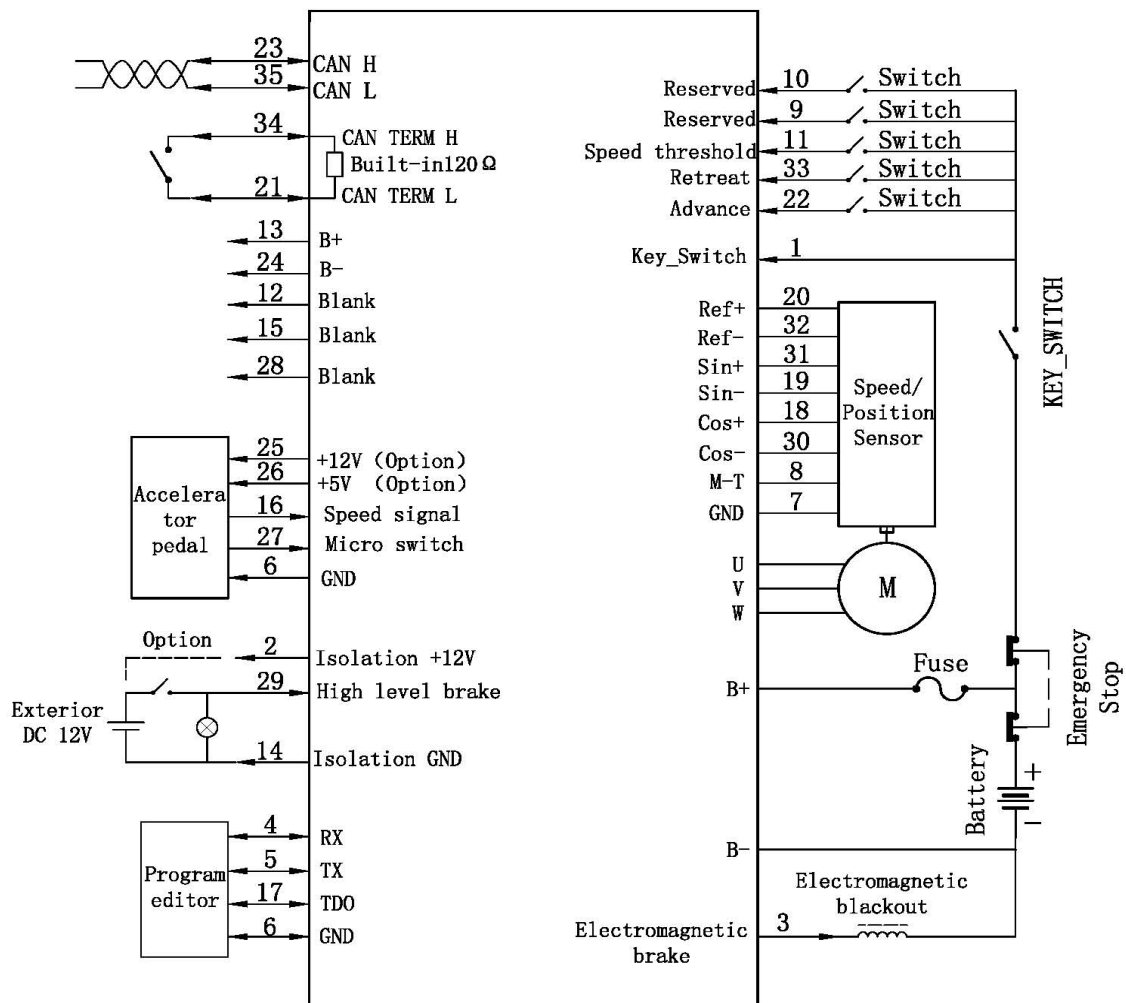 23
CAN H
35
CAN L
34
CAN TERM H
Built-in120Ω
21
CAN TERM L
13
B+
24
B-
12
Blank
15
Blank
28
Blank
Accelera
tor
pedal
25
+12V (Option)
26
+5V (Option)
16
Speed signal
27
Micro switch
6
GND
Option
2
Isolation +12V
29
High level brake
Exterior
DC 12V
14
Isolation GND
Program
editor
4
RX
5
TX
17
TDO
6
GND
Reserved
10
Switch
Reserved
9
Switch
Speed threshold
11
Switch
Retreat
33
Switch
Advance
22
Switch
Key_Switch
1
KEY_SWITCH
Ref+
20
Ref-
32
Sin+
31
Sin-
19
Cos+
18
Cos-
30
M-T
8
GND
7
Speed/
Position
Sensor
U
V
W
M
B+
Fuse
Emergency
Stop
Battery
+
-
B-
Electromagnetic
blackout
Electromagnetic
brake
3